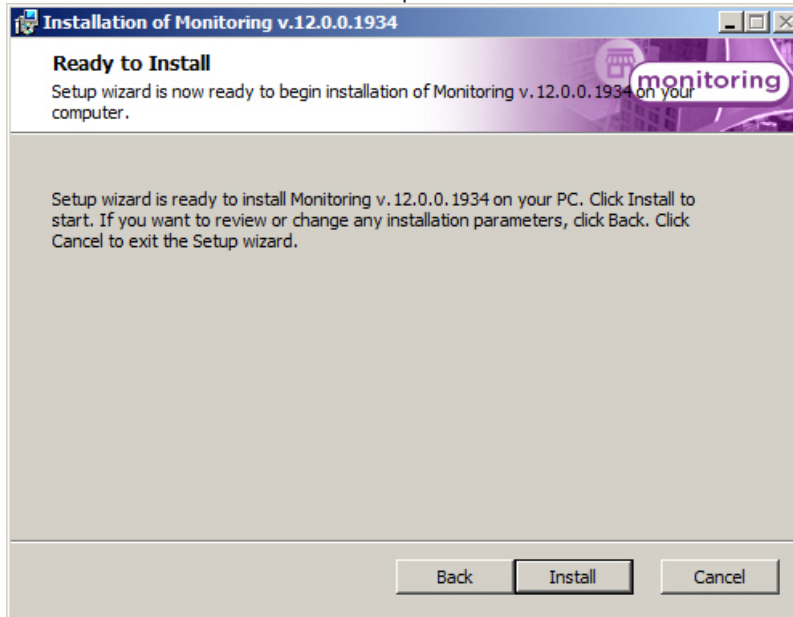 Installation of Monitoring v.12.0.0.1934
Ready to Install
Setup wizard is now ready to begin installation of Monitoring v.12.0.0.1934 on your
computer.
monitoring
Setup wizard is ready to install Monitoring v.12.0.0.1934 on your PC. Click Install to
start. If you want to review or change any installation parameters, click Back. Click
Cancel to exit the Setup wizard.
Back
Install
Cancel